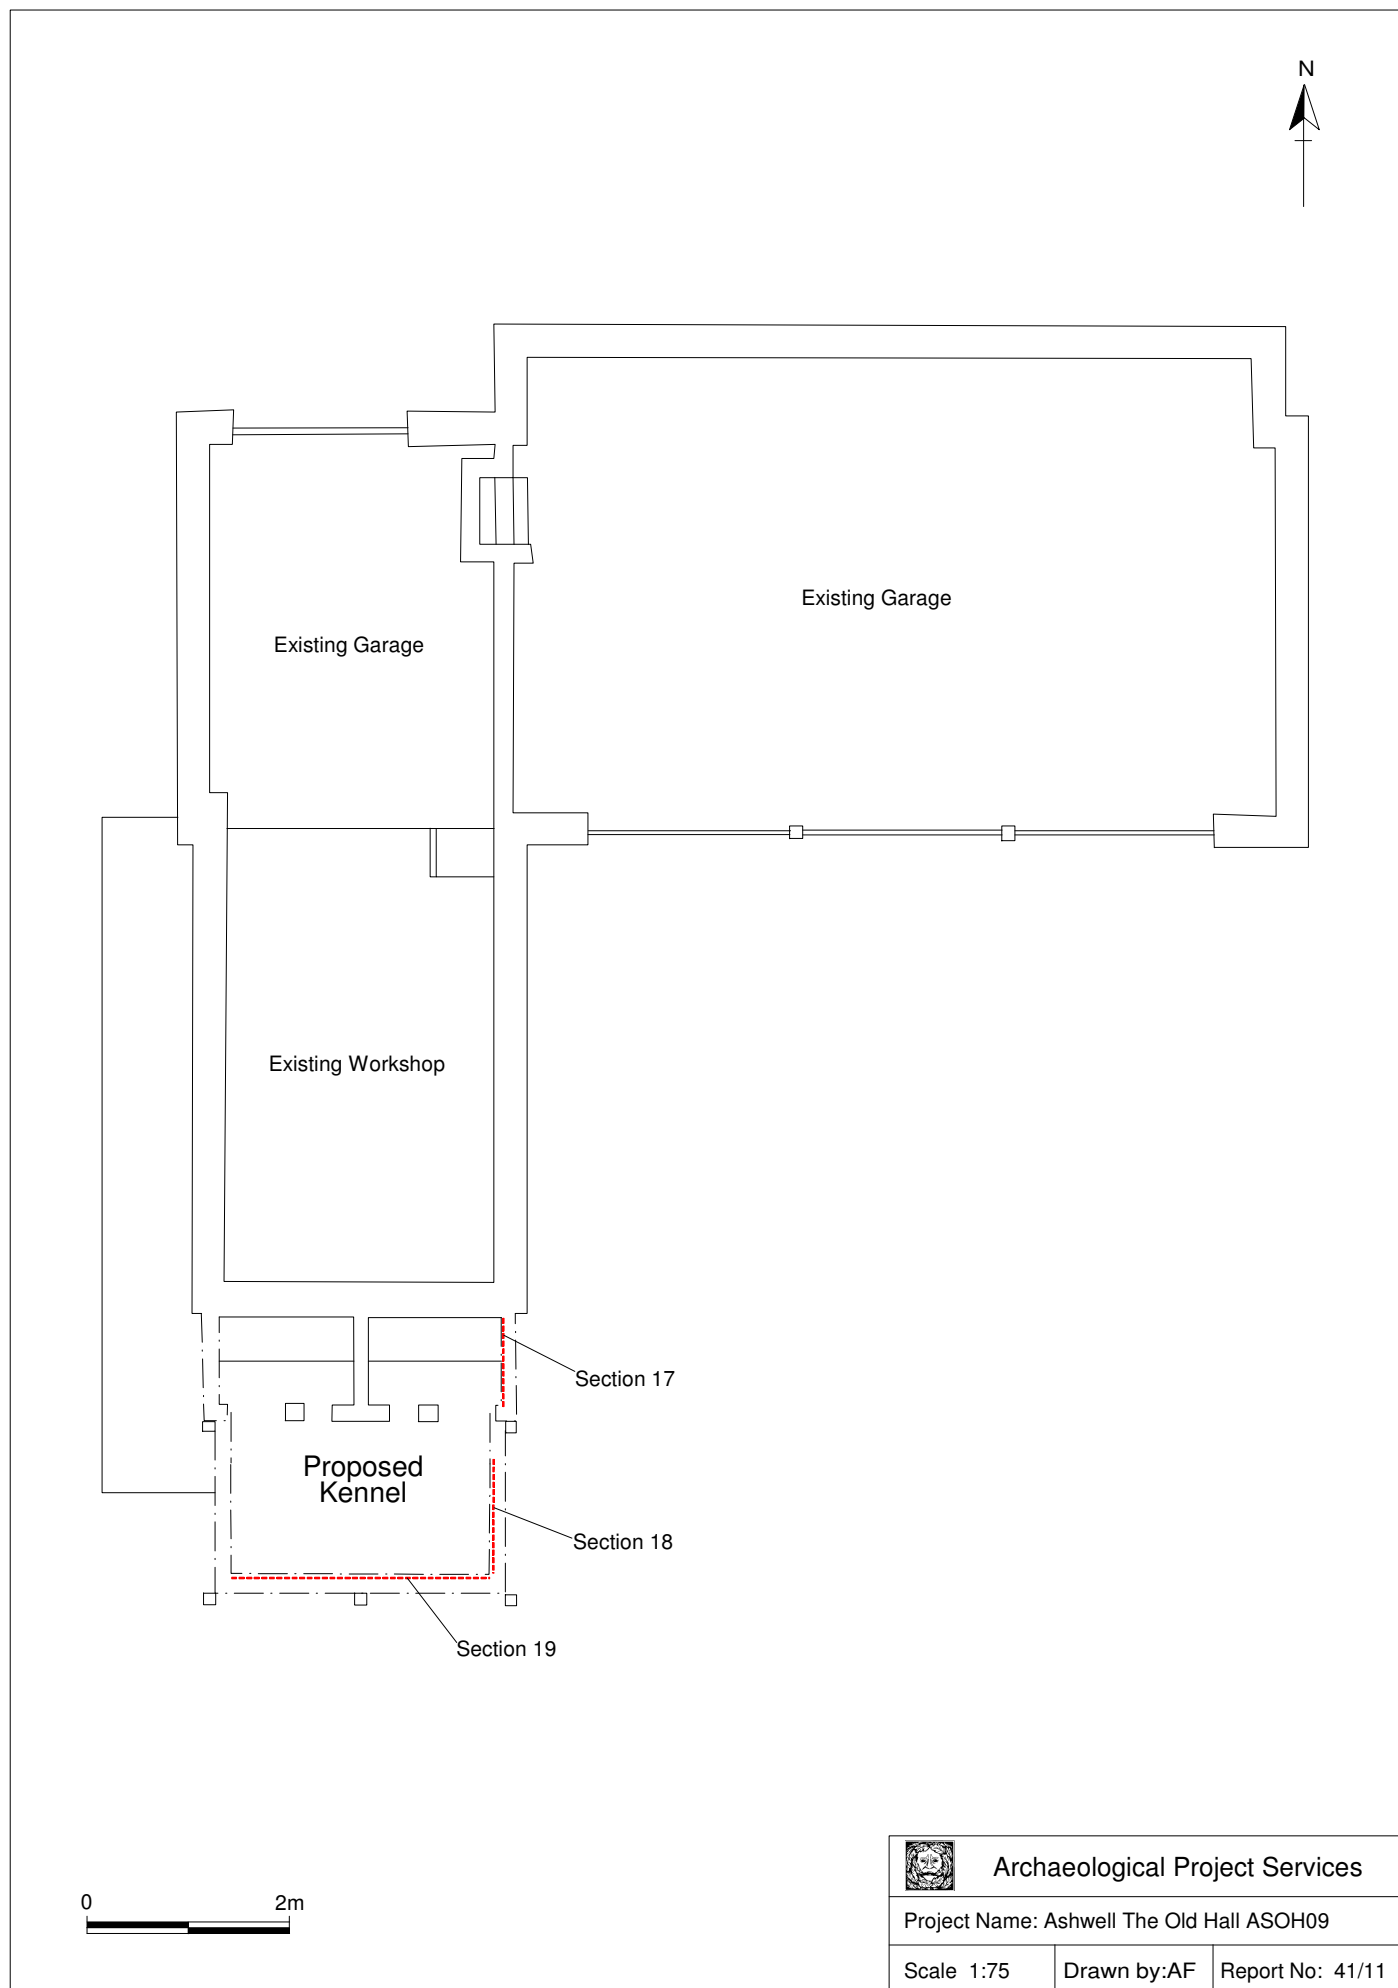 N
Existing Garage
Existing Garage
Existing Workshop
Section 17
Proposed
Kennel
Section 18
Section 19
0 2m
Archaeological Project Services
Project Name: Ashwell The Old Hall ASOH09
Scale 1:75 Drawn by:AF Report No: 41/11